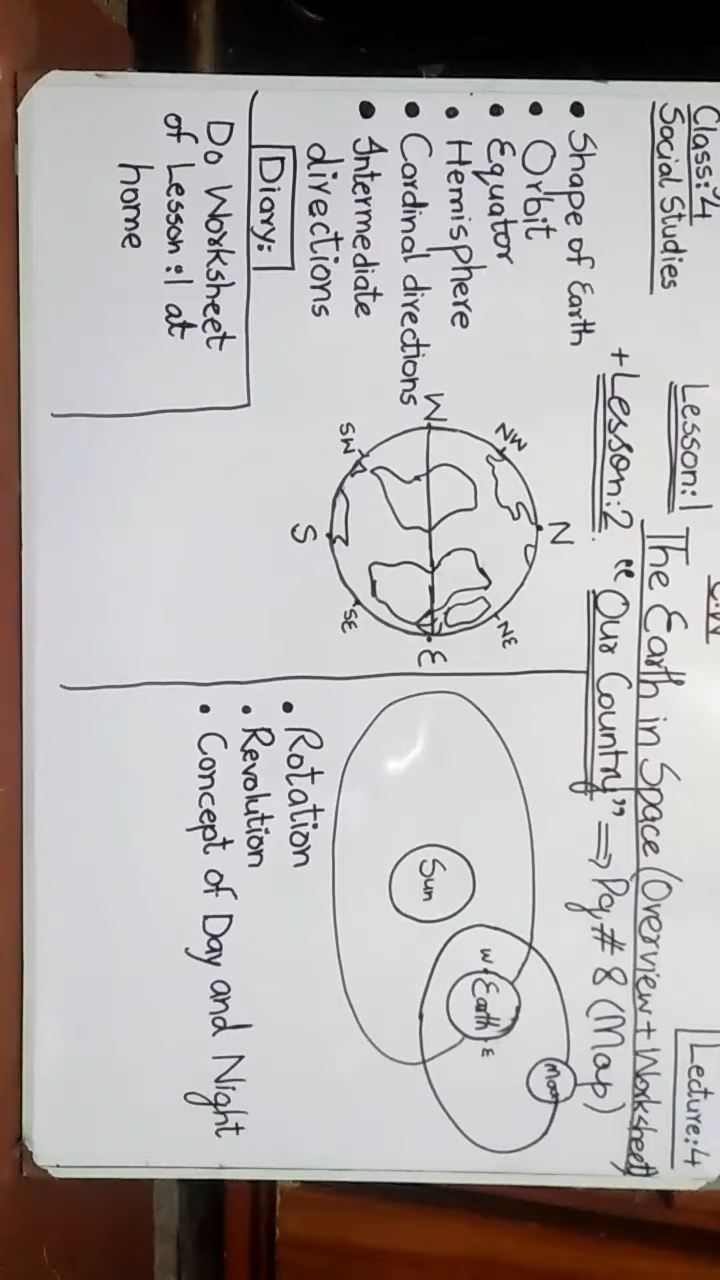 Class: 4
Social Studies
C.W
Lecture: 4
Lesson: 1 The Earth in Space (Overview + Worksheet)
+ Lesson: 2 "Our Country" ⇒ Pg # 8 (Map)
• Shape of Earth
• Orbit
• Equator
• Hemisphere
• Cardinal directions
• Intermediate
directions
Diary:
Do Worksheet
of Lesson: 1 at
home
N
NW
NE
W
E
SW
SE
S
Sun
W
Earth
E
Moon
• Rotation
• Revolution
• Concept of Day and Night